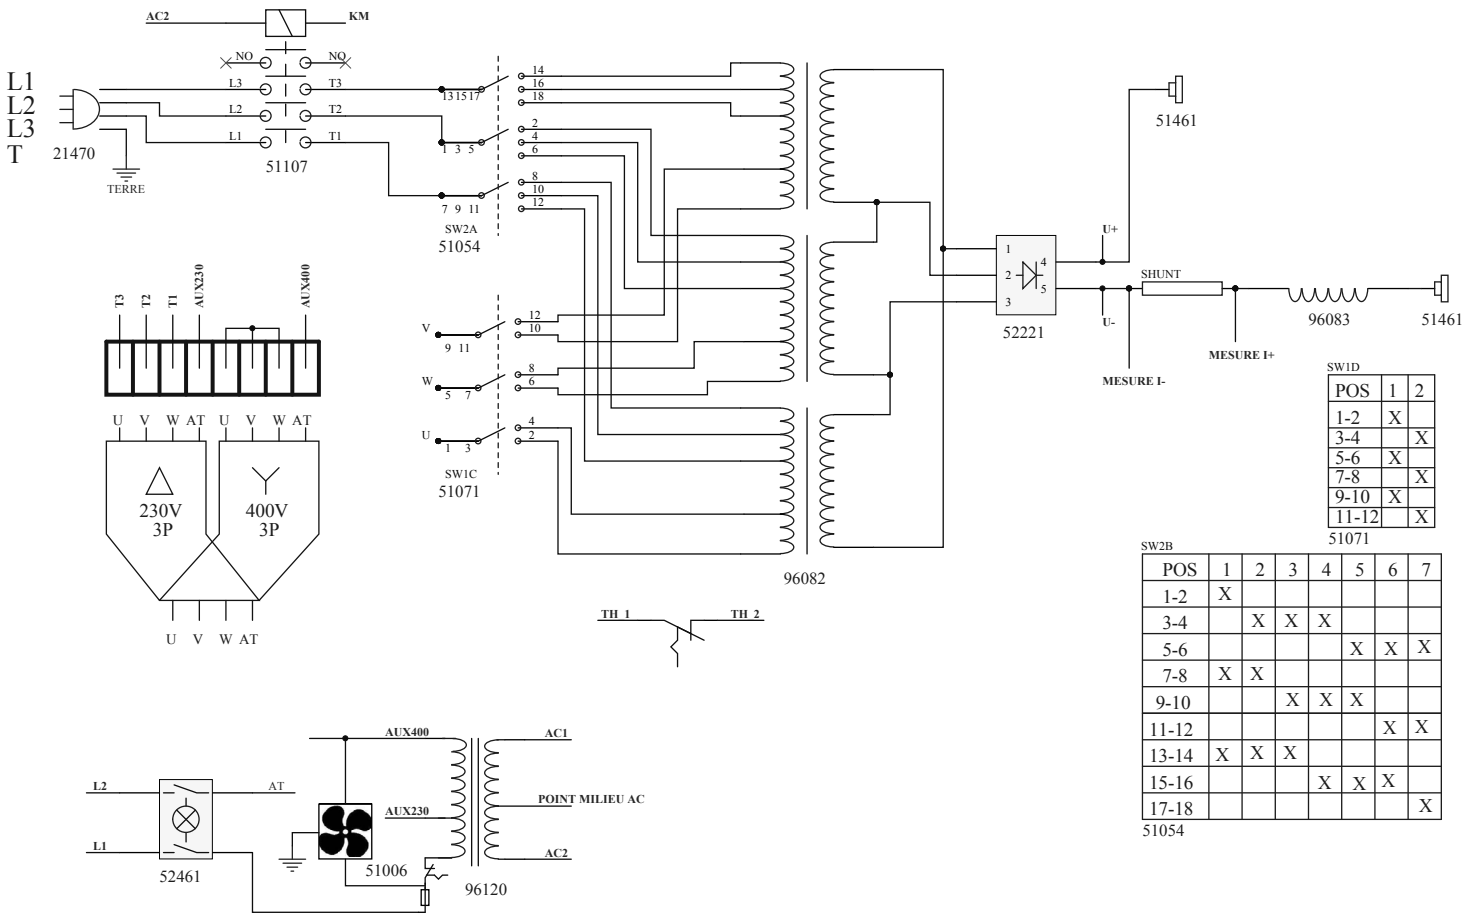 AC2 KM
NO NO
L1
L2
L3
T
L3 T3
L2 T2
L1 T1
21470
51107
TERRE
13 15 17
14
16
18
1 3 5
2
4
6
7 9 11
8
10
12
SW2A
51054
V
9 11
12
10
W
5 7
8
6
U
1 3
4
2
SW1C
51071
96082
1
2
3
4
5
52221
U+
U-
51461
SHUNT
96083
51461
MESURE I+
MESURE I-
T3 T2 T1 AUX230 AUX400
U V W AT U V W AT
230V
3P
400V
3P
U V W AT
TH 1 TH 2
SW1D
POS 1 2
1-2 X
3-4 X
5-6 X
7-8 X
9-10 X
11-12 X
51071
SW2B
POS 1 2 3 4 5 6 7
1-2 X
3-4 X X X
5-6 X X X
7-8 X X
9-10 X X X
11-12 X X
13-14 X X X
15-16 X X X
17-18 X
51054
L2 AT
L1
52461
51006
AUX400
AUX230
96120
AC1
POINT MILIEU AC
AC2